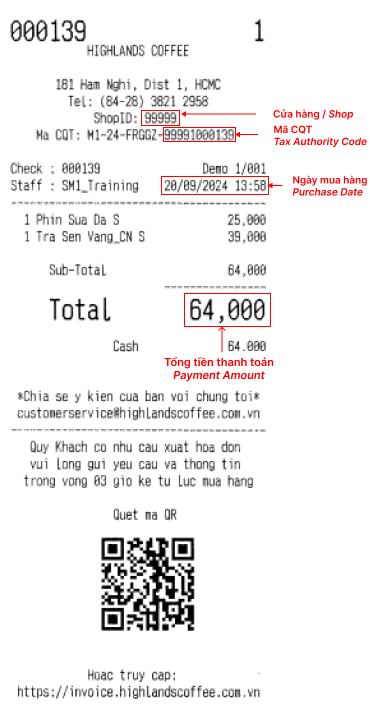 000139 1
HIGHLANDS COFFEE
181 Ham Nghi, Dist 1, HCMC
Tel: (84-28) 3821 2958
ShopID: 99999
Cửa hàng / Shop
Ma CQT: M1-24-FRGGZ-99991000139
Mã CQT
Tax Authority Code
Check : 000139 Demo 1/001
Staff : SM1_Training 20/09/2024 13:58
Ngày mua hàng
Purchase Date
1 Phin Sua Da S 25,000
1 Tra Sen Vang_CN S 39,000
Sub-Total 64,000
Total 64,000
Cash 64.000
Tổng tiền thanh toán
Payment Amount
*Chia se y kien cua ban voi chung toi*
customerservice@highlandscoffee.com.vn
Quy Khach co nhu cau xuat hoa don
vui long gui yeu cau va thong tin
trong vong 03 gio ke tu luc mua hang
Quet ma QR
Hoac truy cap:
https://invoice.highlandscoffee.com.vn